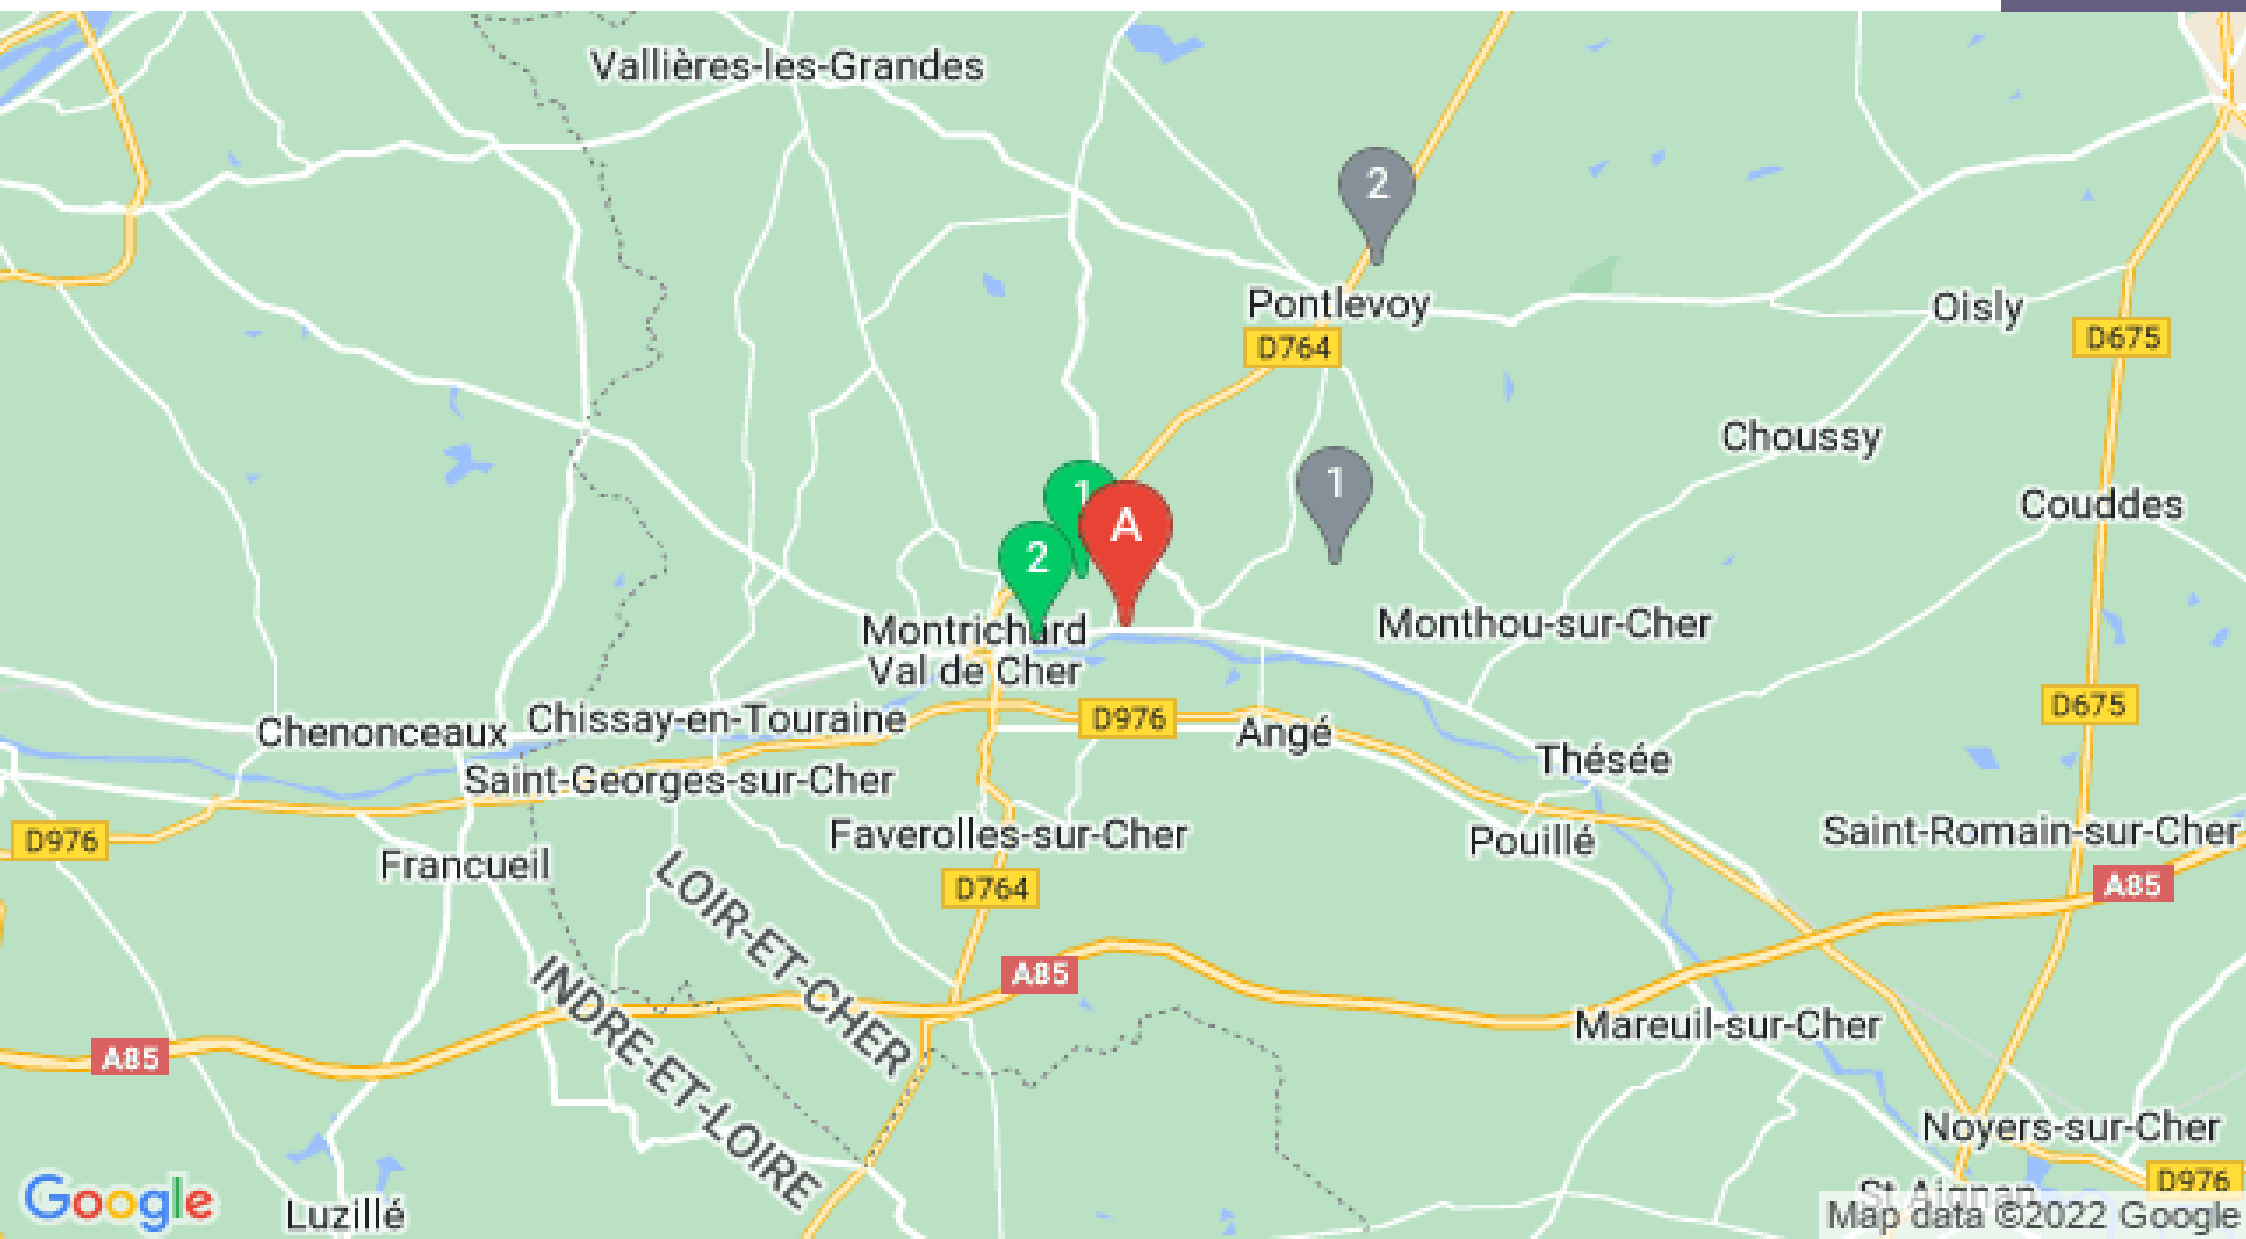 Vallières-les-Grandes
2
Pontlevoy
Oisly
D764
D675
Choussy
1
1
Couddes
A
2
Montrichard
Val de Cher
Monthou-sur-Cher
D675
Chenonceaux
Chissay-en-Touraine
D976
Angé
Thésée
Saint-Georges-sur-Cher
D976
Faverolles-sur-Cher
Pouillé
Saint-Romain-sur-Cher
Francueil
D764
A85
LOIR-ET-CHER
INDRE-ET-LOIRE
A85
Mareuil-sur-Cher
A85
Noyers-sur-Cher
D976
St Aignan
Google
Luzillé
Map data ©2022 Google